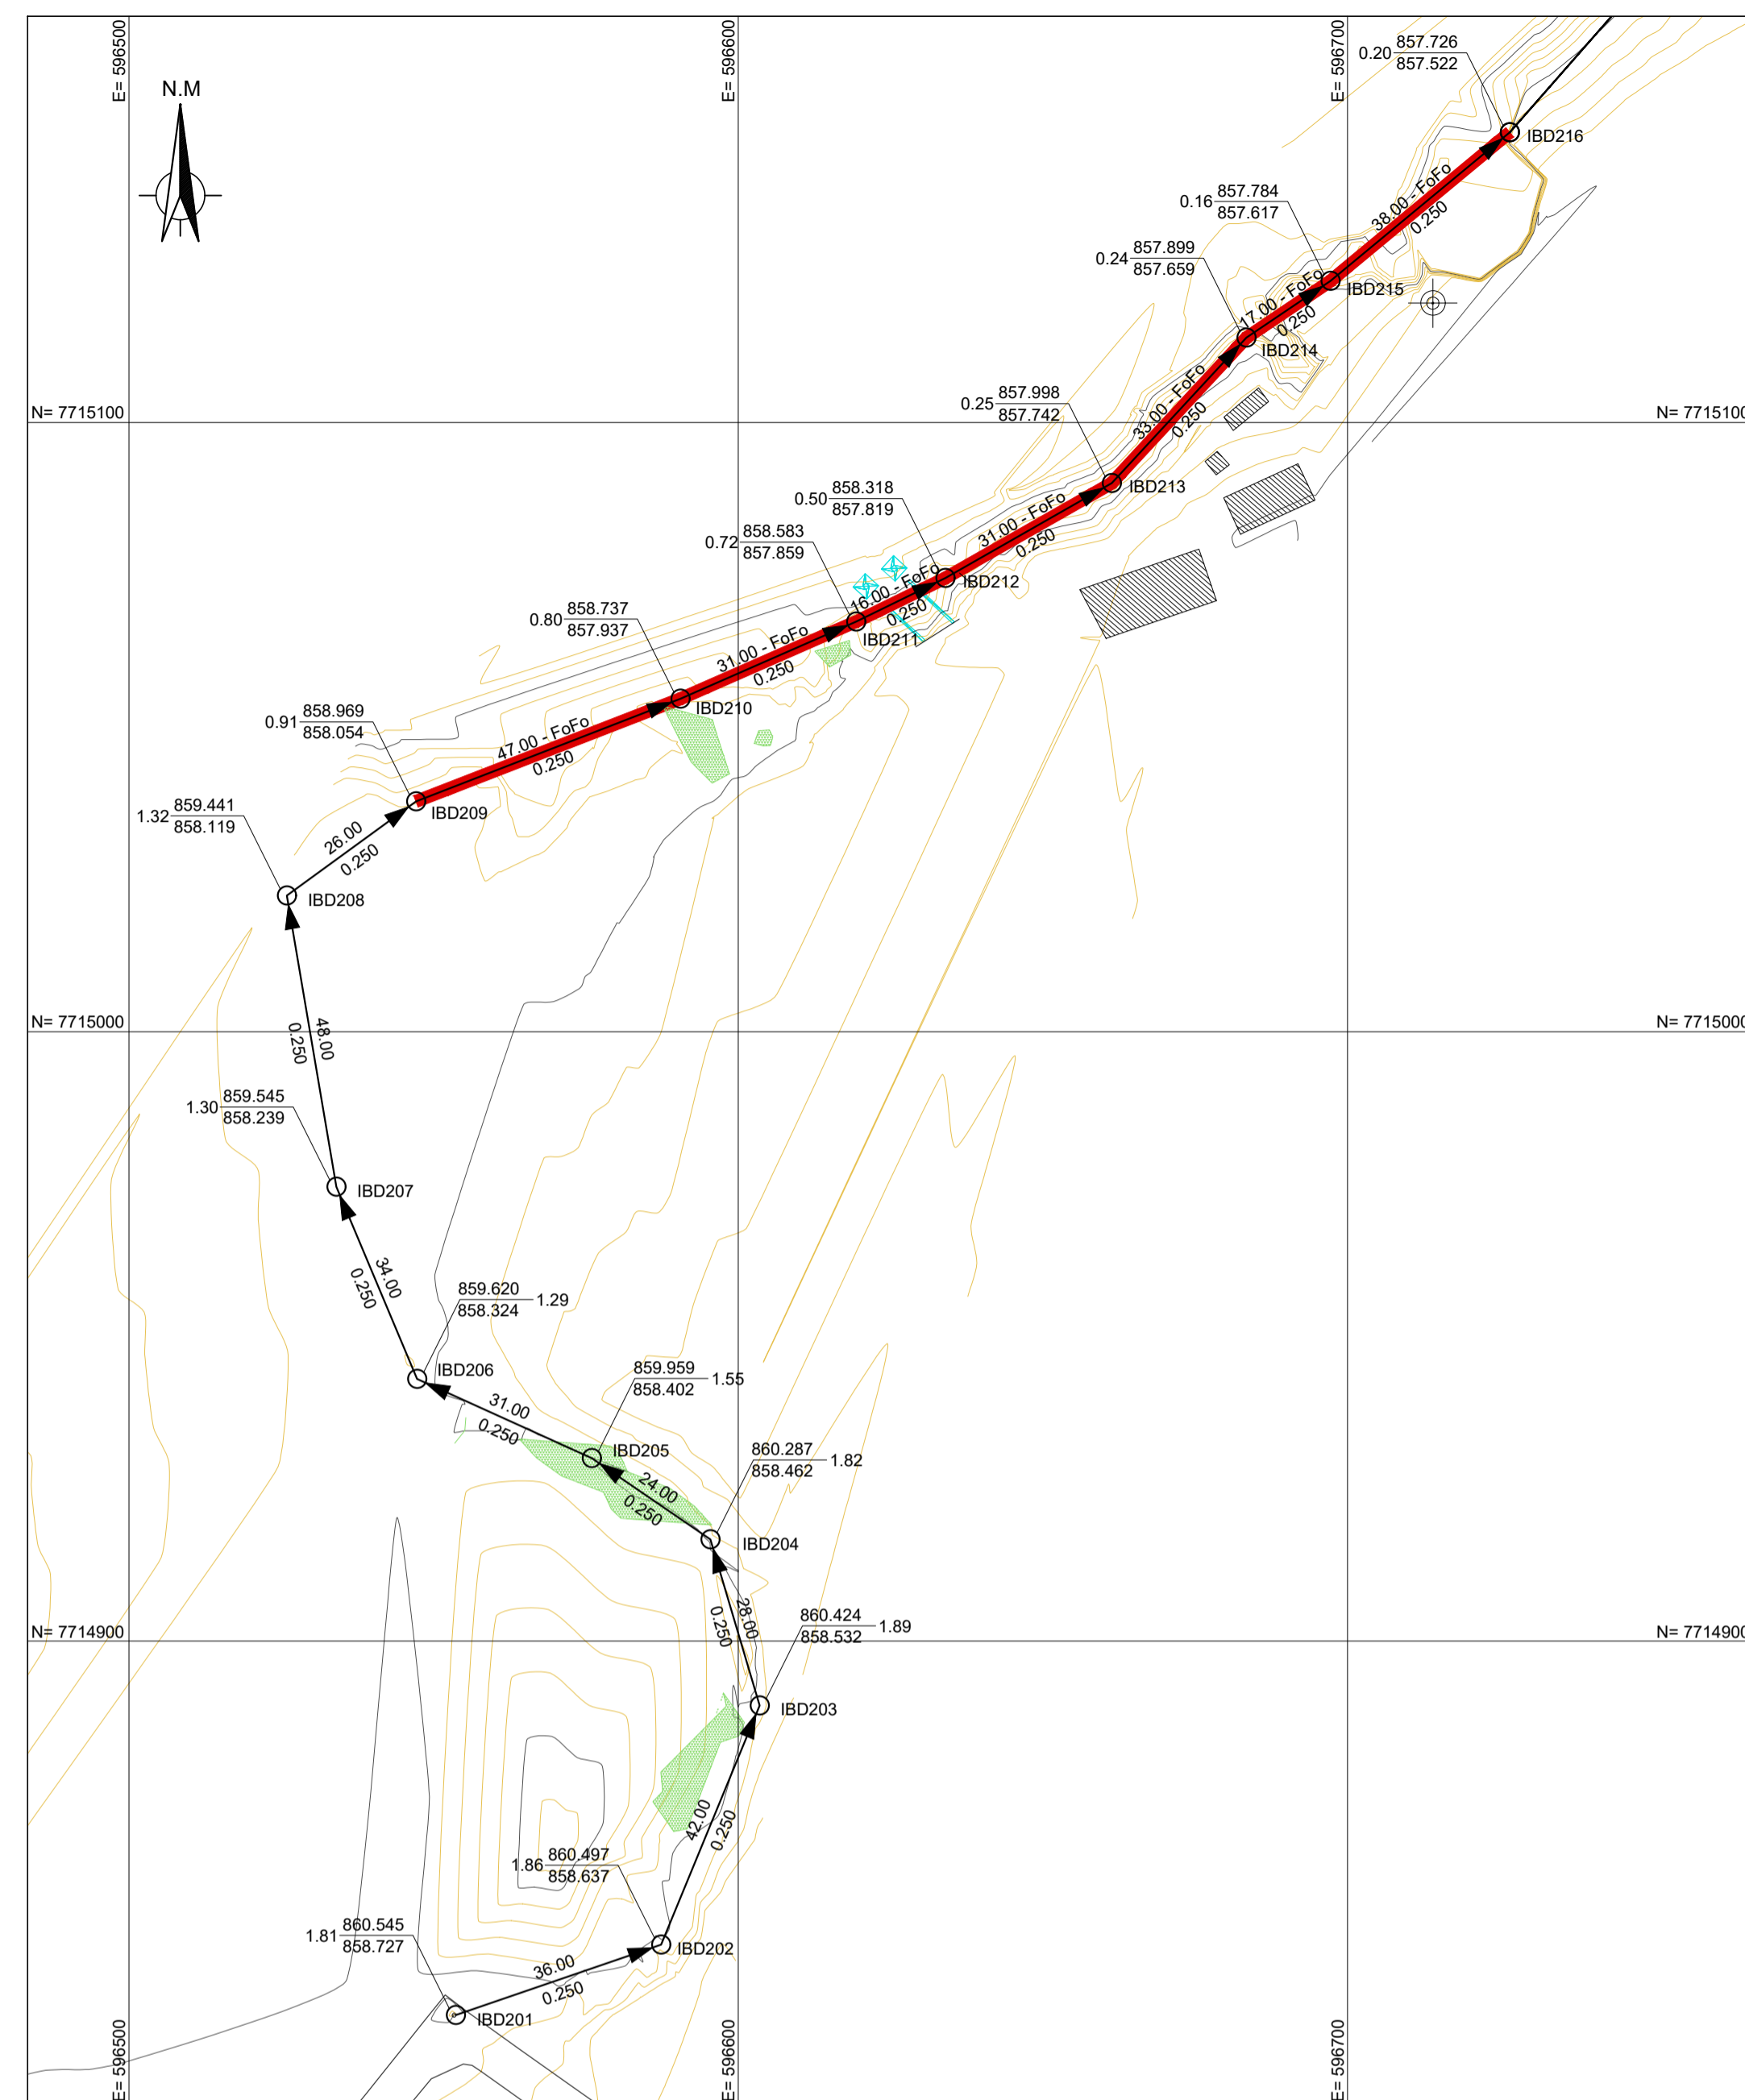 E= 596500
E= 596600
E= 596700
N.M
857.726
0.20
857.522
IBD216
38.00 - FoFo
0.250
857.784
0.16
857.617
IBD215
857.899
0.24
857.659
17.00 - FoFo
0.250
IBD214
N= 7715100
N= 7715100
857.998
0.25
857.742
33.00 - FoFo
0.250
IBD213
858.318
0.50
857.819
31.00 - FoFo
0.250
858.583
0.72
857.859
IBD212
16.00 - FoFo
0.250
858.737
0.80
857.937
IBD211
31.00 - FoFo
0.250
IBD210
858.969
0.91
858.054
47.00 - FoFo
0.250
859.441
1.32
858.119
IBD209
26.00
0.250
IBD208
N= 7715000
N= 7715000
48.00
0.250
859.545
1.30
858.239
IBD207
34.00
0.250
859.620
1.29
858.324
IBD206
859.959
1.55
858.402
31.00
0.250
IBD205
860.287
1.82
858.462
24.00
0.250
IBD204
28.00
0.250
860.424
1.89
858.532
N= 7714900
N= 7714900
IBD203
42.00
0.250
860.497
1.86
858.637
860.545
1.81
858.727
IBD202
36.00
0.250
IBD201
E= 596500
E= 596600
E= 596700